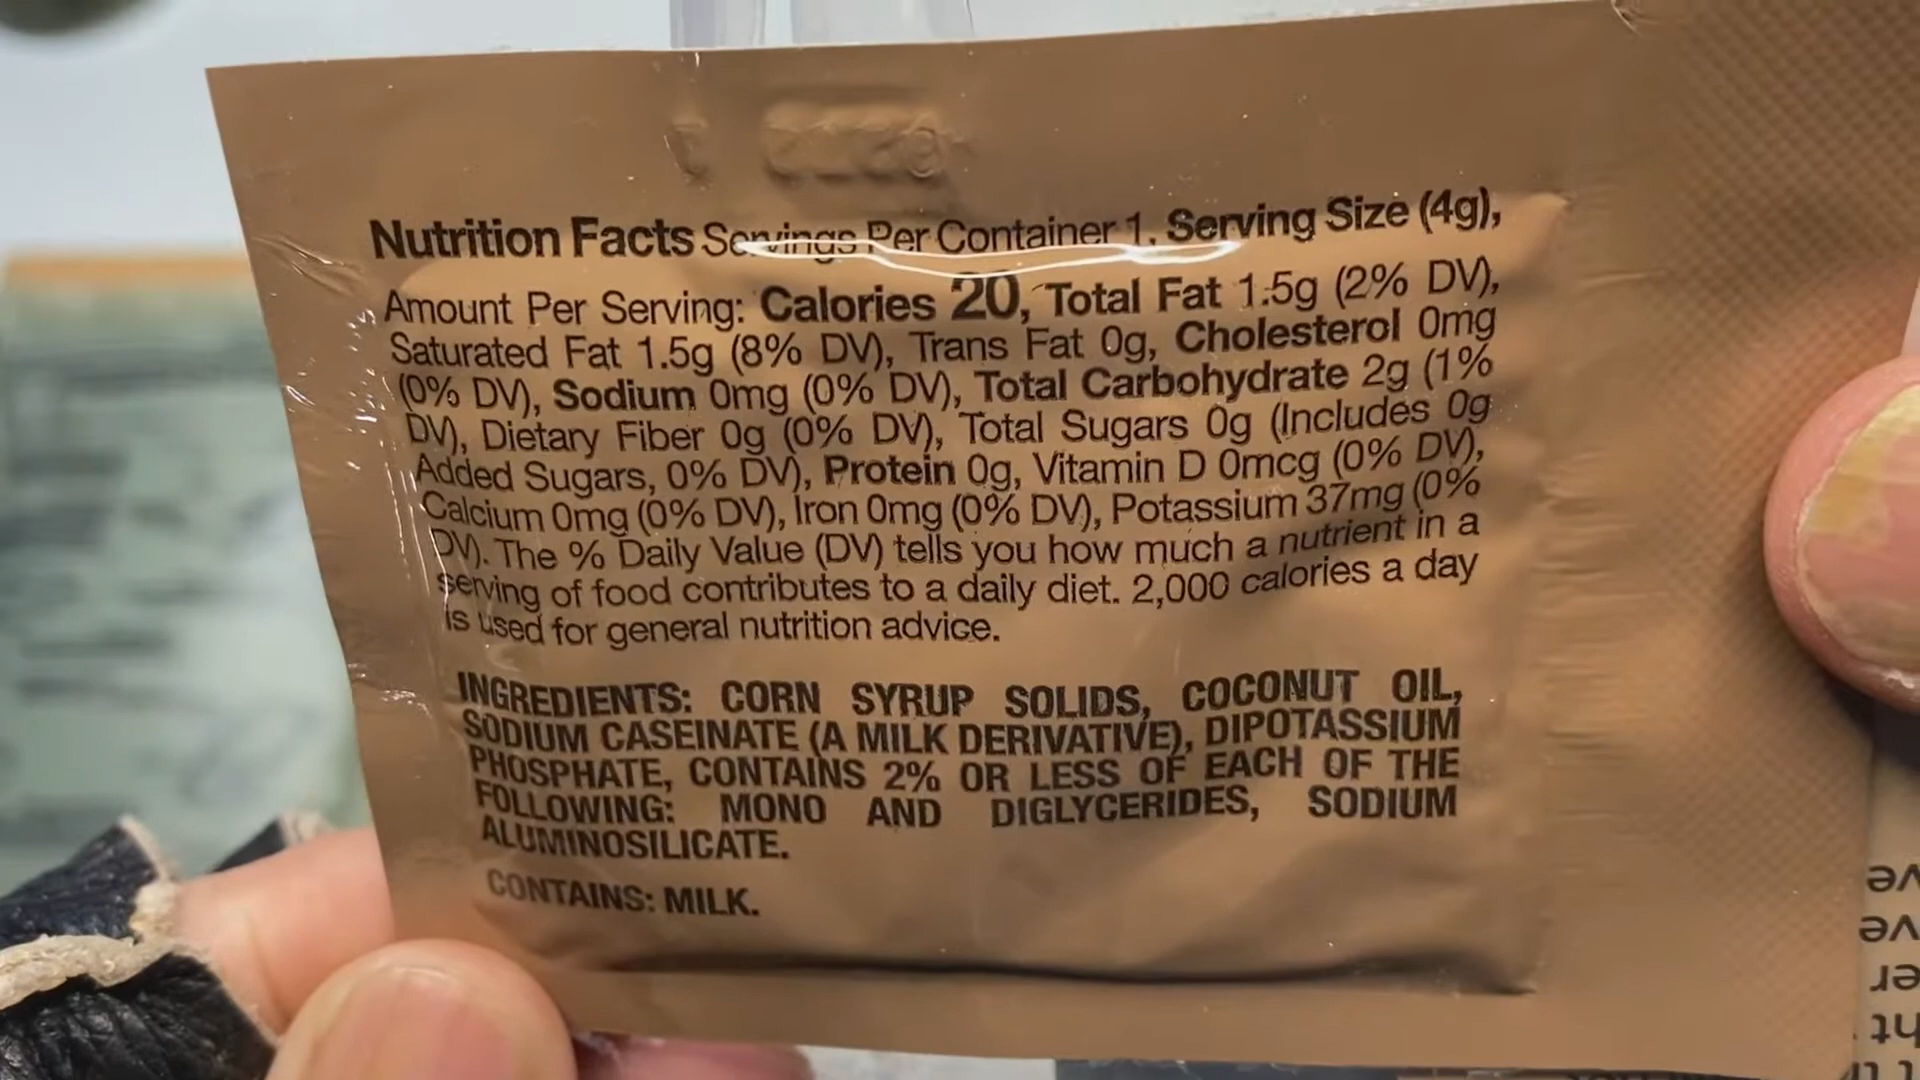 Nutrition Facts Servings Per Container 1, Serving Size (4g),
Amount Per Serving: Calories 20, Total Fat 1.5g (2% DV),
Saturated Fat 1.5g (8% DV), Trans Fat 0g, Cholesterol 0mg
(0% DV), Sodium 0mg (0% DV), Total Carbohydrate 2g (1%
DV), Dietary Fiber 0g (0% DV), Total Sugars 0g (Includes 0g
Added Sugars, 0% DV), Protein 0g, Vitamin D 0mcg (0% DV),
Calcium 0mg (0% DV), Iron 0mg (0% DV), Potassium 37mg (0%
DV). The % Daily Value (DV) tells you how much a nutrient in a
serving of food contributes to a daily diet. 2,000 calories a day
is used for general nutrition advice.
INGREDIENTS: CORN SYRUP SOLIDS, COCONUT OIL,
SODIUM CASEINATE (A MILK DERIVATIVE), DIPOTASSIUM
PHOSPHATE, CONTAINS 2% OR LESS OF EACH OF THE
FOLLOWING: MONO AND DIGLYCERIDES, SODIUM
ALUMINOSILICATE.
CONTAINS: MILK.